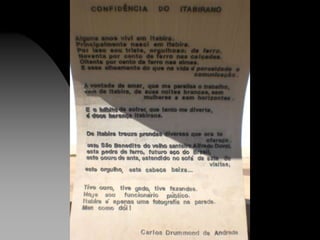 CONFIDÊNCIA DO ITABIRANO
Alguns anos vivi em Itabira.
Principalmente nasci em Itabira.
Por isso sou triste, orgulhoso: de ferro.
Noventa por cento de ferro nas calçadas.
Oitenta por cento de ferro nas almas.
E esse alheamento do que na vida é porosidade e
comunicação.
A vontade de amar, que me paralisa o trabalho,
vem de Itabira, de suas noites brancas, sem
mulheres e sem horizontes.
E o hábito de sofrer, que tanto me diverte,
é doce herança itabirana.
De Itabira trouxe prendas diversas que ora te
ofereço:
este São Benedito do velho santeiro Alfredo Duval,
esta pedra de ferro, futuro aço do Brasil,
este couro de anta, estendido no sofá da sala de
visitas;
este orgulho, esta cabeça baixa...
Tive ouro, tive gado, tive fazendas.
Hoje sou funcionário público.
Itabira é apenas uma fotografia na parede.
Mas como dói!
Carlos Drummond de Andrade